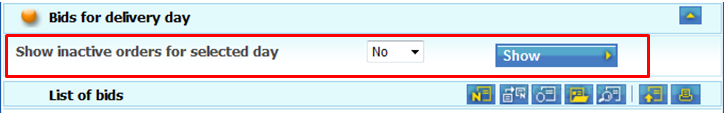 Bids for delivery day
Show inactive orders for selected day No Show
List of bids